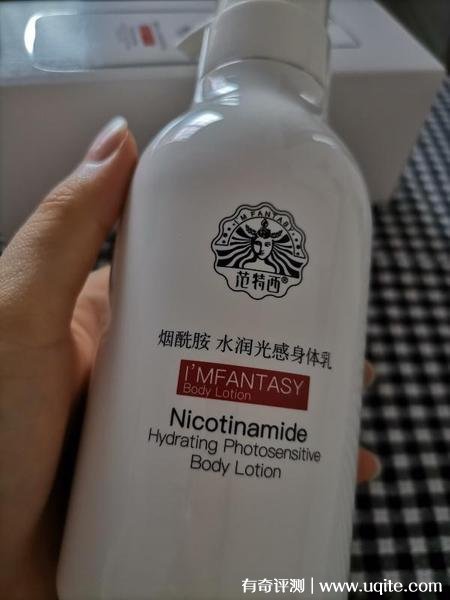 I'M FANTASY
范特西®
烟酰胺 水润光感身体乳
I'MFANTASY
Body Lotion
Nicotinamide
Hydrating Photosensitive
Body Lotion
有奇评测 | www.uqite.com